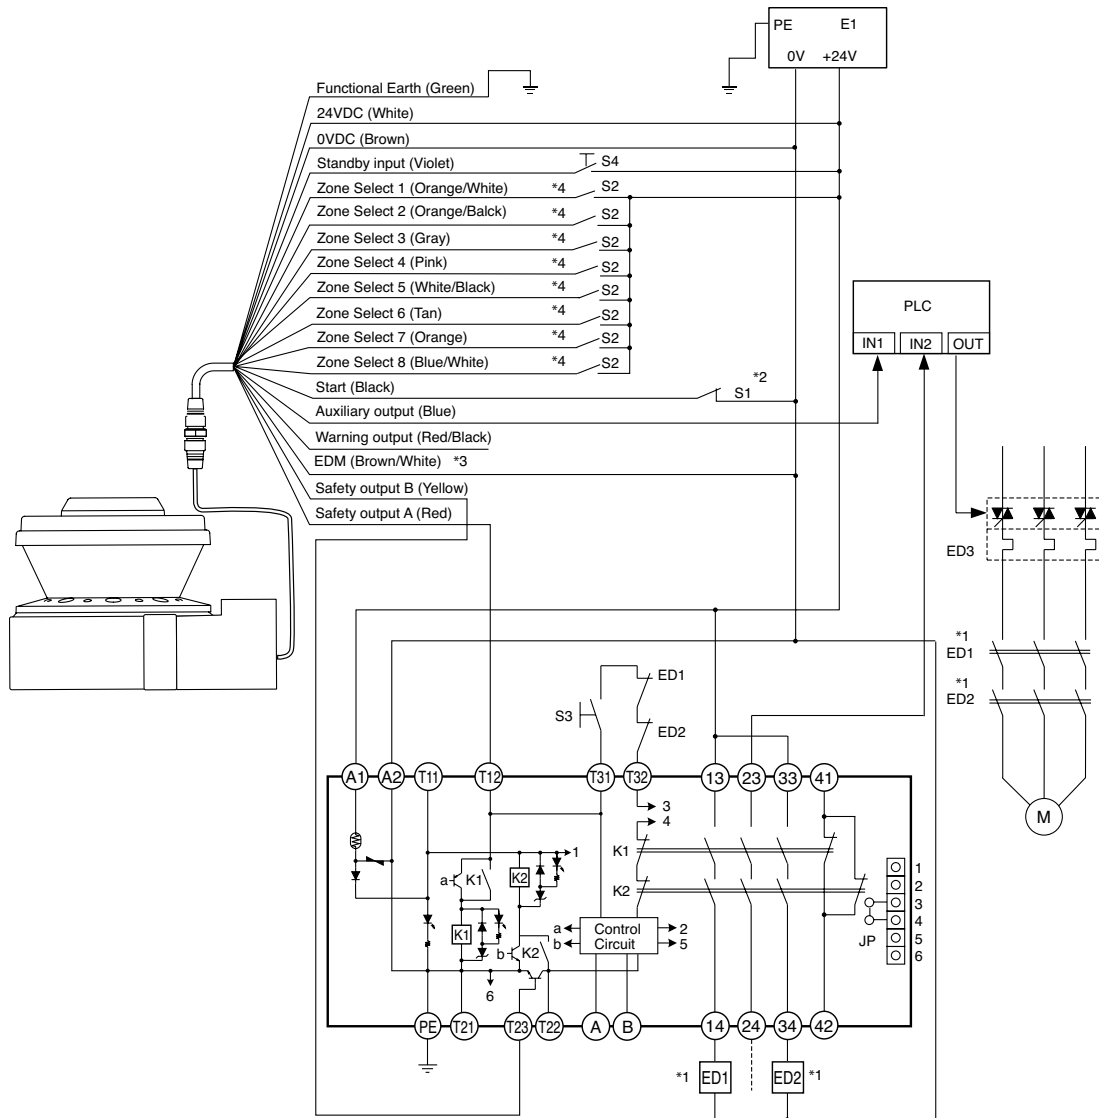 PE E1
0V +24V
Functional Earth (Green)
24VDC (White)
0VDC (Brown)
Standby input (Violet) S4
Zone Select 1 (Orange/White) *4 S2
Zone Select 2 (Orange/Balck) *4 S2
Zone Select 3 (Gray) *4 S2
Zone Select 4 (Pink) *4 S2
Zone Select 5 (White/Black) *4 S2
Zone Select 6 (Tan) *4 S2
Zone Select 7 (Orange) *4 S2
Zone Select 8 (Blue/White) *4 S2
Start (Black) S1 *2
Auxiliary output (Blue)
Warning output (Red/Black)
EDM (Brown/White) *3
Safety output B (Yellow)
Safety output A (Red)
PLC
IN1 IN2 OUT
ED3
*1
ED1
*1
ED2
M
S3
ED1
ED2
A1 A2 T11 T12 T31 T32 13 23 33 41
3
4
K1
K2
1
a K1
K2
K1
b K2
6
a
b
Control
Circuit
2
5
JP
1
2
3
4
5
6
PE T21 T23 T22 A B 14 24 34 42
*1 ED1 ED2 *1